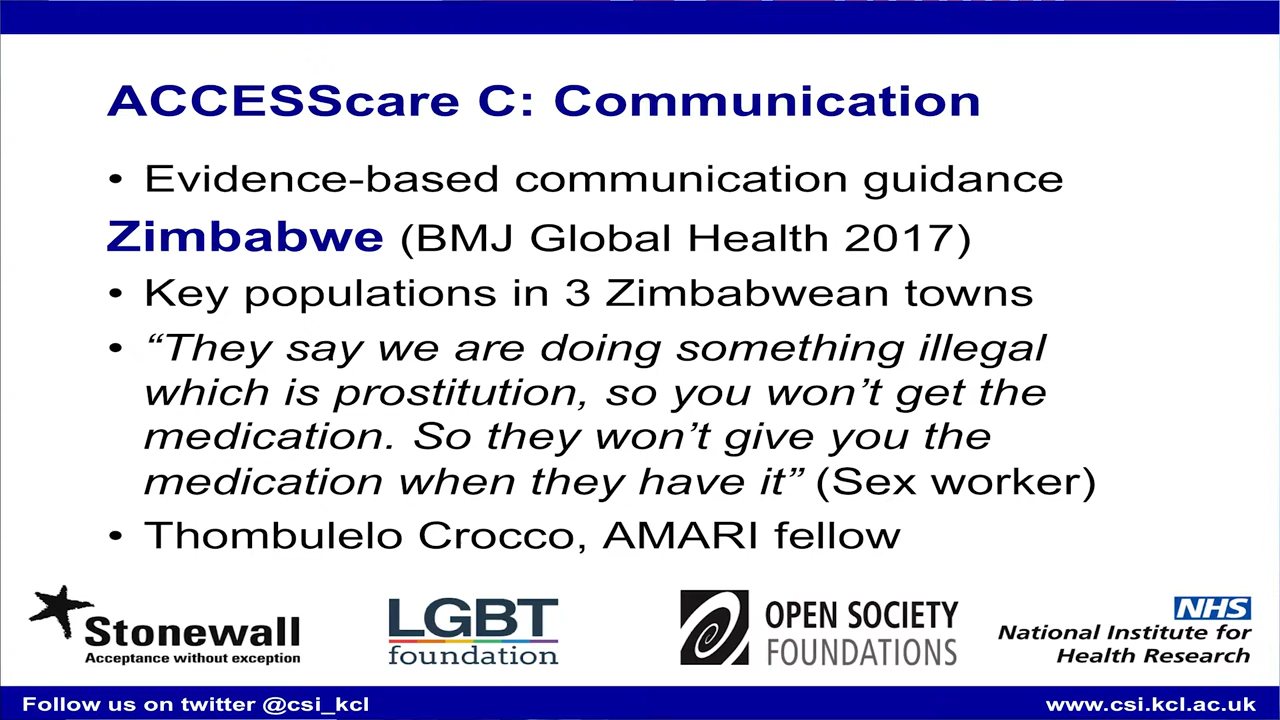 ACCESScare C: Communication
• Evidence-based communication guidance
Zimbabwe (BMJ Global Health 2017)
• Key populations in 3 Zimbabwean towns
• “They say we are doing something illegal
which is prostitution, so you won’t get the
medication. So they won’t give you the
medication when they have it” (Sex worker)
• Thombulelo Crocco, AMARI fellow
Stonewall
Acceptance without exception
LGBT
foundation
OPEN SOCIETY
FOUNDATIONS
NHS
National Institute for
Health Research
Follow us on twitter @csi_kcl
www.csi.kcl.ac.uk